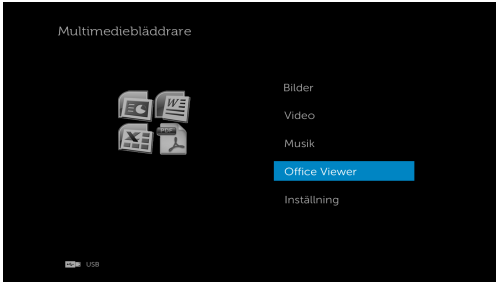 Multimediebläddrare
Bilder
Video
Musik
Office Viewer
Inställning
USB